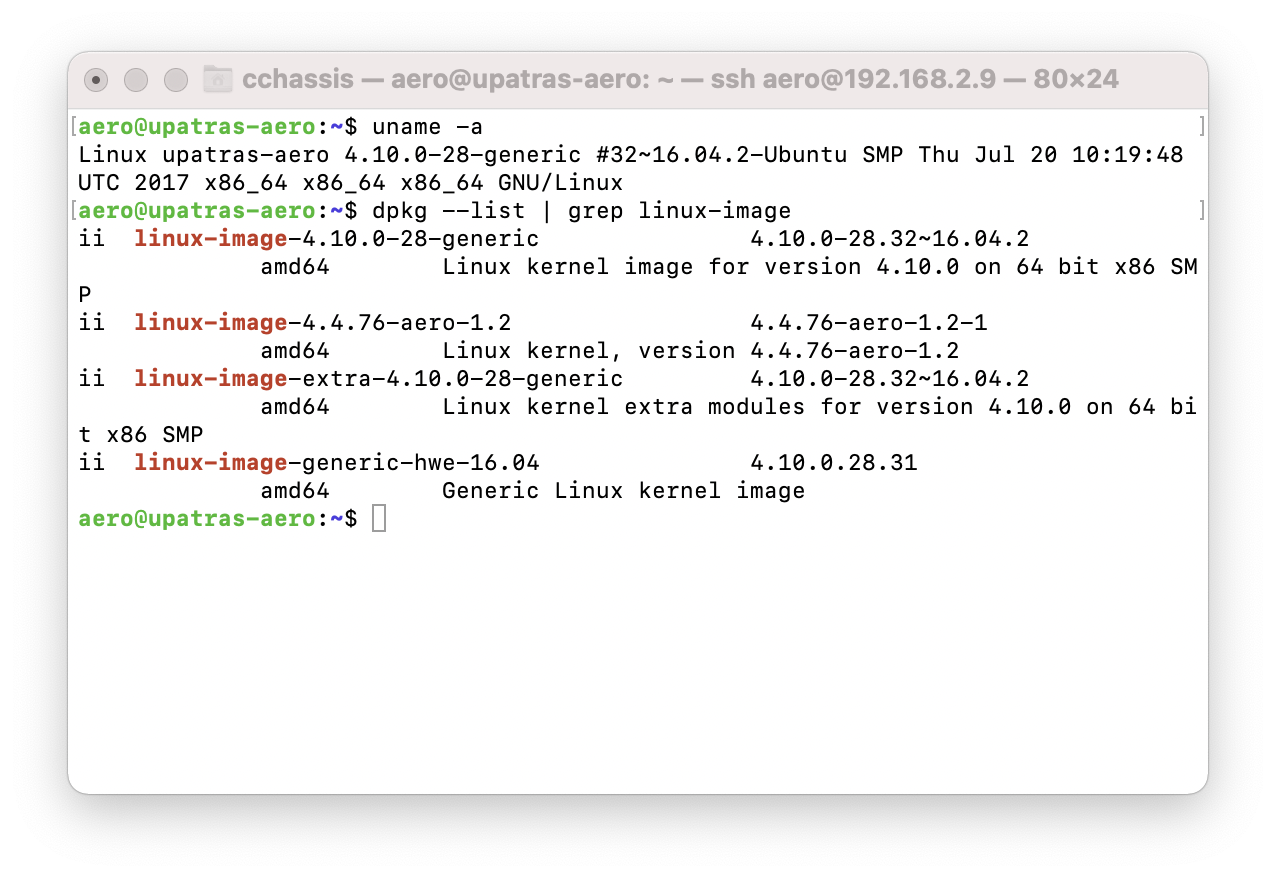 cchassis — aero@upatras-aero: ~ — ssh aero@192.168.2.9 — 80×24
[aero@upatras-aero:~$ uname -a ]
Linux upatras-aero 4.10.0-28-generic #32~16.04.2-Ubuntu SMP Thu Jul 20 10:19:48
UTC 2017 x86_64 x86_64 x86_64 GNU/Linux
[aero@upatras-aero:~$ dpkg --list | grep linux-image ]
ii  linux-image-4.10.0-28-generic               4.10.0-28.32~16.04.2
             amd64        Linux kernel image for version 4.10.0 on 64 bit x86 SM
P
ii  linux-image-4.4.76-aero-1.2                 4.4.76-aero-1.2-1
             amd64        Linux kernel, version 4.4.76-aero-1.2
ii  linux-image-extra-4.10.0-28-generic         4.10.0-28.32~16.04.2
             amd64        Linux kernel extra modules for version 4.10.0 on 64 bi
t x86 SMP
ii  linux-image-generic-hwe-16.04               4.10.0.28.31
             amd64        Generic Linux kernel image
aero@upatras-aero:~$